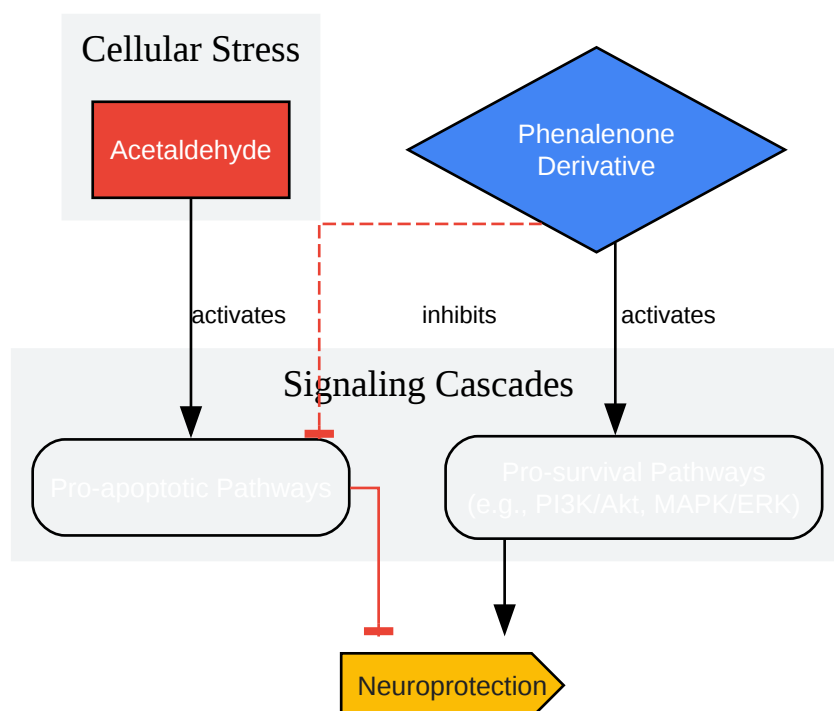 Cellular Stress
Acetaldehyde
Phenalenone
Derivative
activates
inhibits
activates
Signaling Cascades
Pro-apoptotic Pathways
Pro-survival Pathways
(e.g., PI3K/Akt, MAPK/ERK)
Neuroprotection